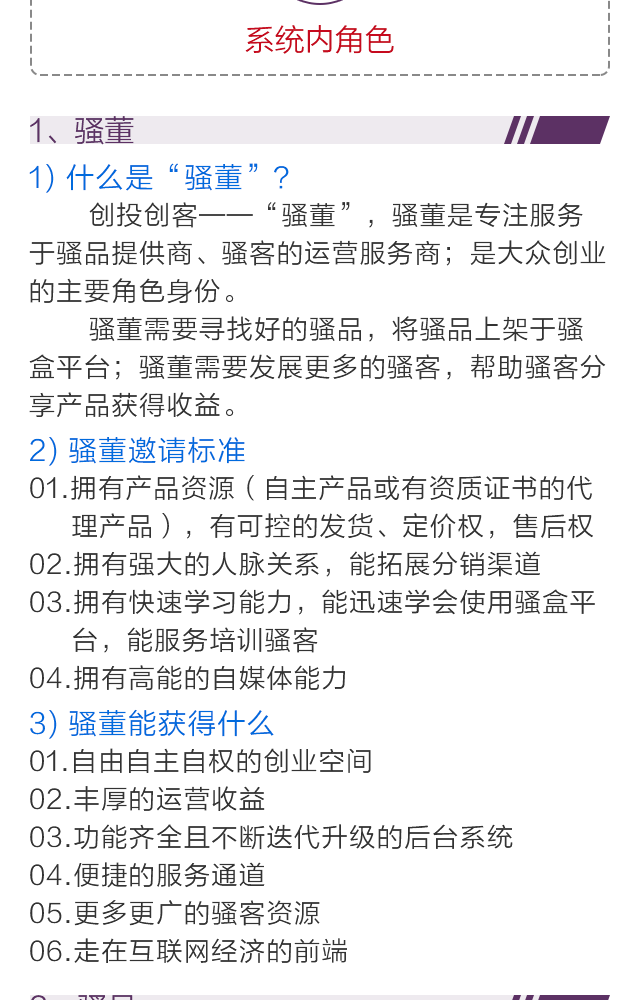 系统内角色
1、骚董
1) 什么是“骚董”?
创投创客——“骚董”，骚董是专注服务
于骚品提供商、骚客的运营服务商；是大众创业
的主要角色身份。
骚董需要寻找好的骚品，将骚品上架于骚
盒平台；骚董需要发展更多的骚客，帮助骚客分
享产品获得收益。
2) 骚董邀请标准
01.拥有产品资源（自主产品或有资质证书的代
理产品），有可控的发货、定价权，售后权
02.拥有强大的人脉关系，能拓展分销渠道
03.拥有快速学习能力，能迅速学会使用骚盒平
台，能服务培训骚客
04.拥有高能的自媒体能力
3) 骚董能获得什么
01.自由自主自权的创业空间
02.丰厚的运营收益
03.功能齐全且不断迭代升级的后台系统
04.便捷的服务通道
05.更多更广的骚客资源
06.走在互联网经济的前端